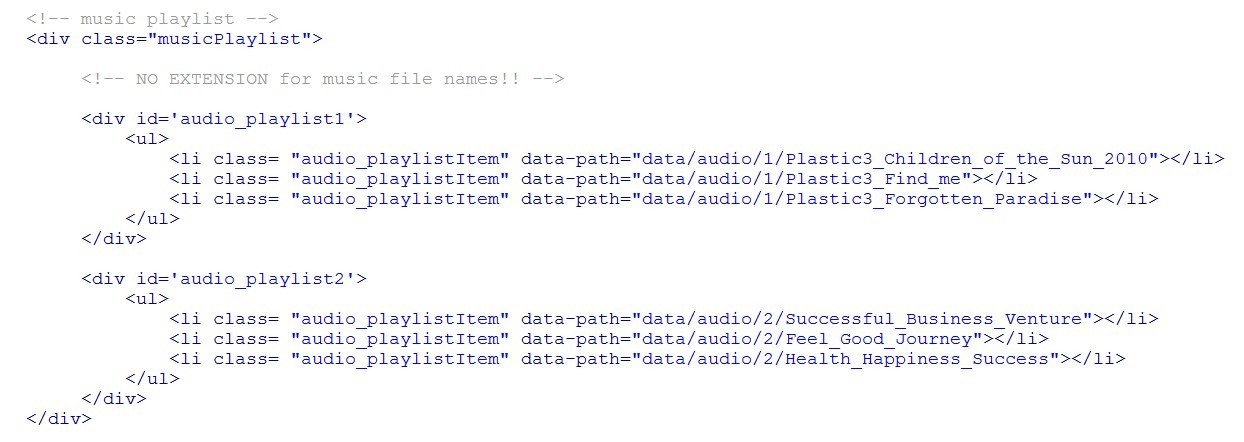 <!-- music playlist -->
<div class="musicPlaylist">
<!-- NO EXTENSION for music file names!! -->
<div id='audio_playlist1'>
<ul>
<li class= "audio_playlistItem" data-path="data/audio/1/Plastic3_Children_of_the_Sun_2010"></li>
<li class= "audio_playlistItem" data-path="data/audio/1/Plastic3_Find_me"></li>
<li class= "audio_playlistItem" data-path="data/audio/1/Plastic3_Forgotten_Paradise"></li>
</ul>
</div>
<div id='audio_playlist2'>
<ul>
<li class= "audio_playlistItem" data-path="data/audio/2/Successful_Business_Venture"></li>
<li class= "audio_playlistItem" data-path="data/audio/2/Feel_Good_Journey"></li>
<li class= "audio_playlistItem" data-path="data/audio/2/Health_Happiness_Success"></li>
</ul>
</div>
</div>